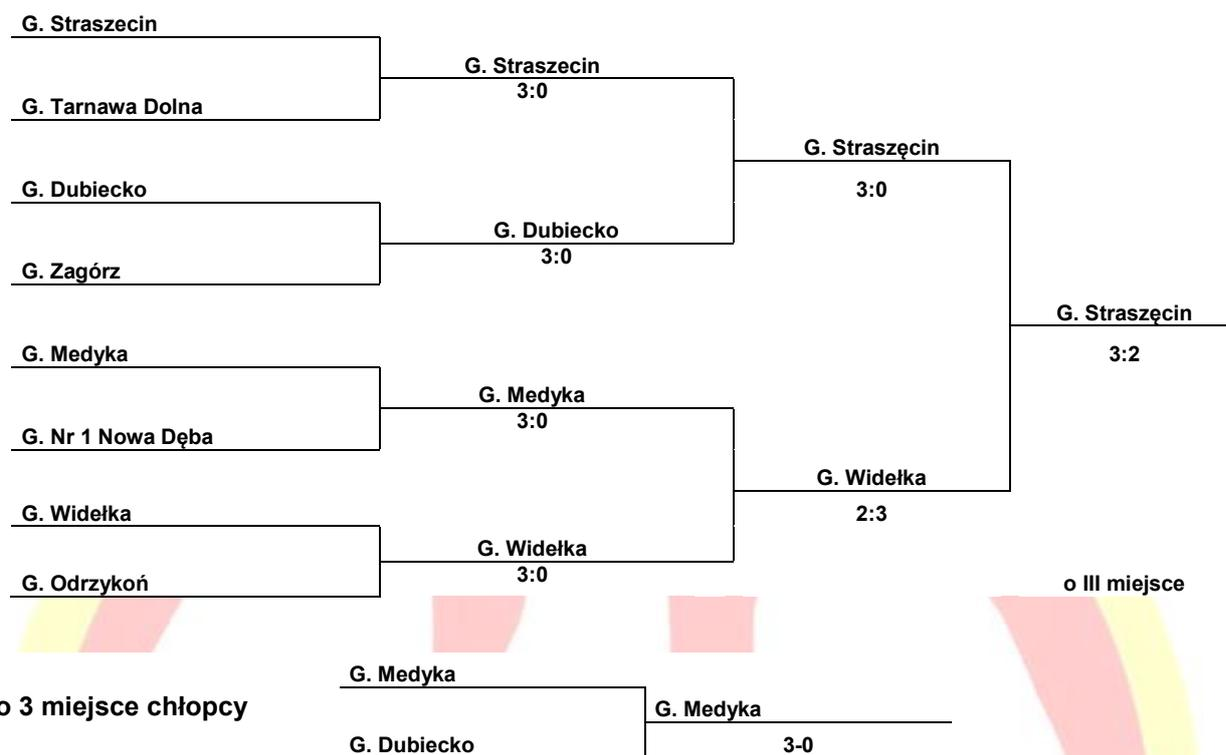 G. Straszecin
G. Straszecin
3:0
G. Tarnawa Dolna
G. Straszęcin
3:0
G. Dubiecko
G. Dubiecko
3:0
G. Zagórz
G. Straszęcin
3:2
G. Medyka
G. Medyka
3:0
G. Nr 1 Nowa Dęba
G. Widełka
2:3
G. Widełka
G. Widełka
3:0
G. Odrzykoń
o III miejsce
G. Medyka
o 3 miejsce chłopcy
G. Medyka
G. Dubiecko
3-0